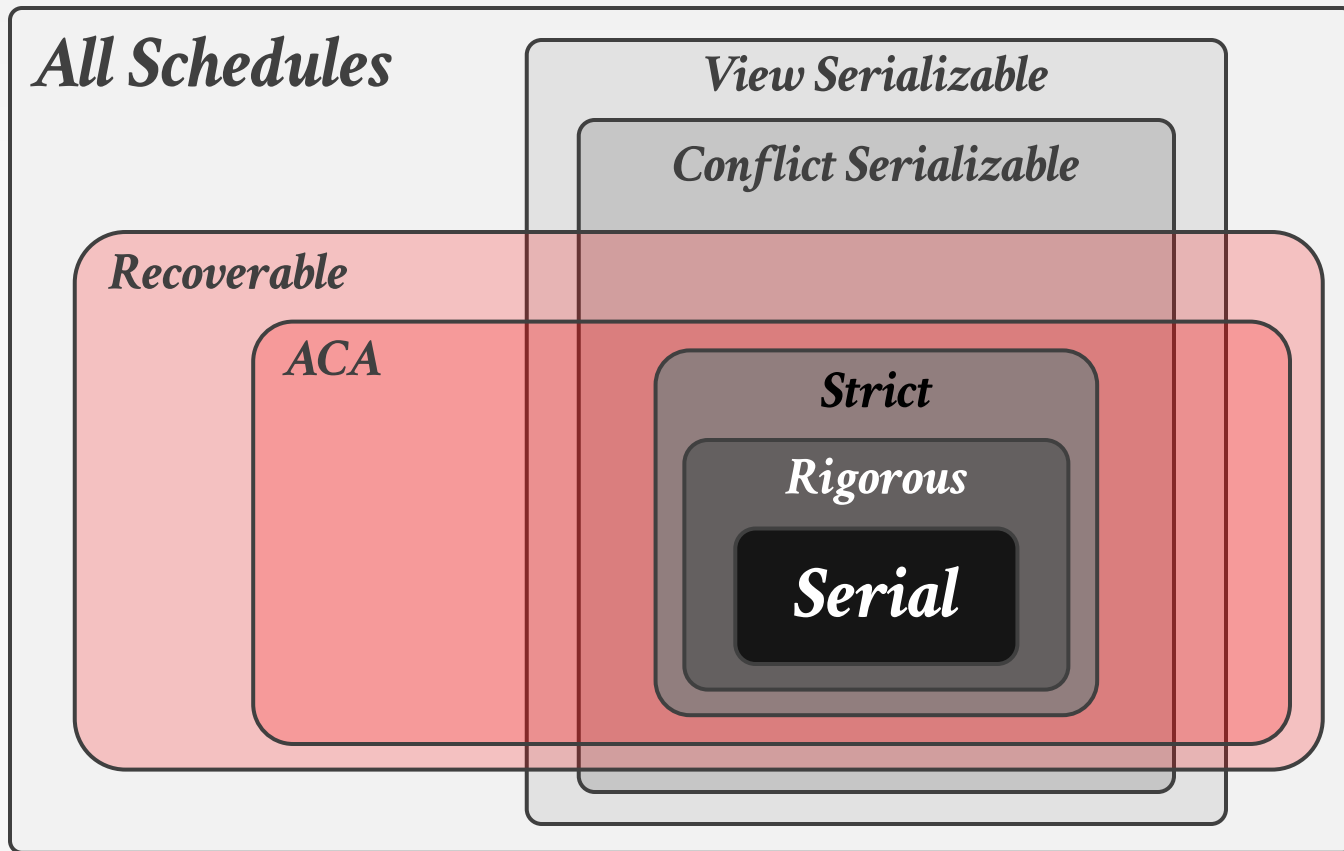 All Schedules
View Serializable
Conflict Serializable
Recoverable
ACA
Strict
Rigorous
Serial